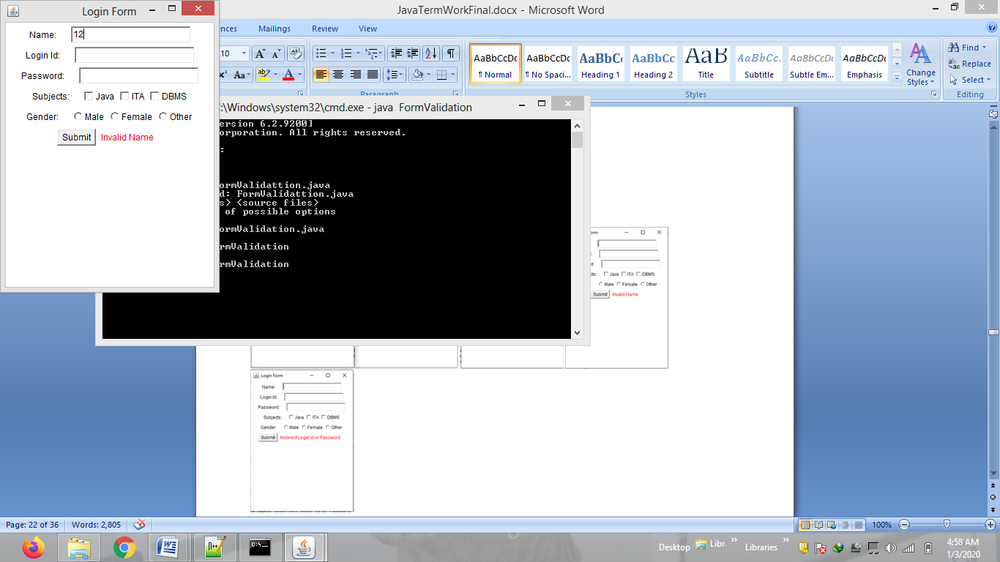 Login Form
Name: 12
Login Id:
Password:
Subjects: Java ITA DBMS
Gender: Male Female Other
Submit Invalid Name
JavaTermWorkFinal.docx - Microsoft Word
ences Mailings Review View
10 A A Aa
x² Aa ab A
Paragraph
AaBbCcDc AaBbCcDc AaBbC AaBbCc AaB AaBbCc. AaBbCcDc AaBbCcDc
¶ Normal ¶ No Spaci... Heading 1 Heading 2 Title Subtitle Subtle Em... Emphasis
Change Styles
Styles
Find
Replace
Select
Editing
:\Windows\system32\cmd.exe - java FormValidation
ersion 6.2.9200]
orporation. All rights reserved.
:
ormValidattion.java
d: FormValidattion.java
s> <source files>
of possible options
ormValidation.java
rmValidation
rmValidation
orm
d:
cts: Java ITA DBMS
: Male Female Other
Submit Invalid Name
Login Form
Name:
Login Id:
Password:
Subjects: Java ITA DBMS
Gender: Male Female Other
Submit Incorrect Login Id or Password
Page: 22 of 36 Words: 2,805 100%
Desktop Libr » Libraries »
4:58 AM
1/3/2020